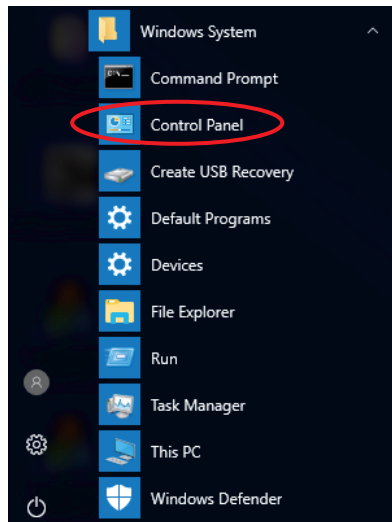 Windows System
Command Prompt
Control Panel
Create USB Recovery
Default Programs
Devices
File Explorer
Run
Task Manager
This PC
Windows Defender